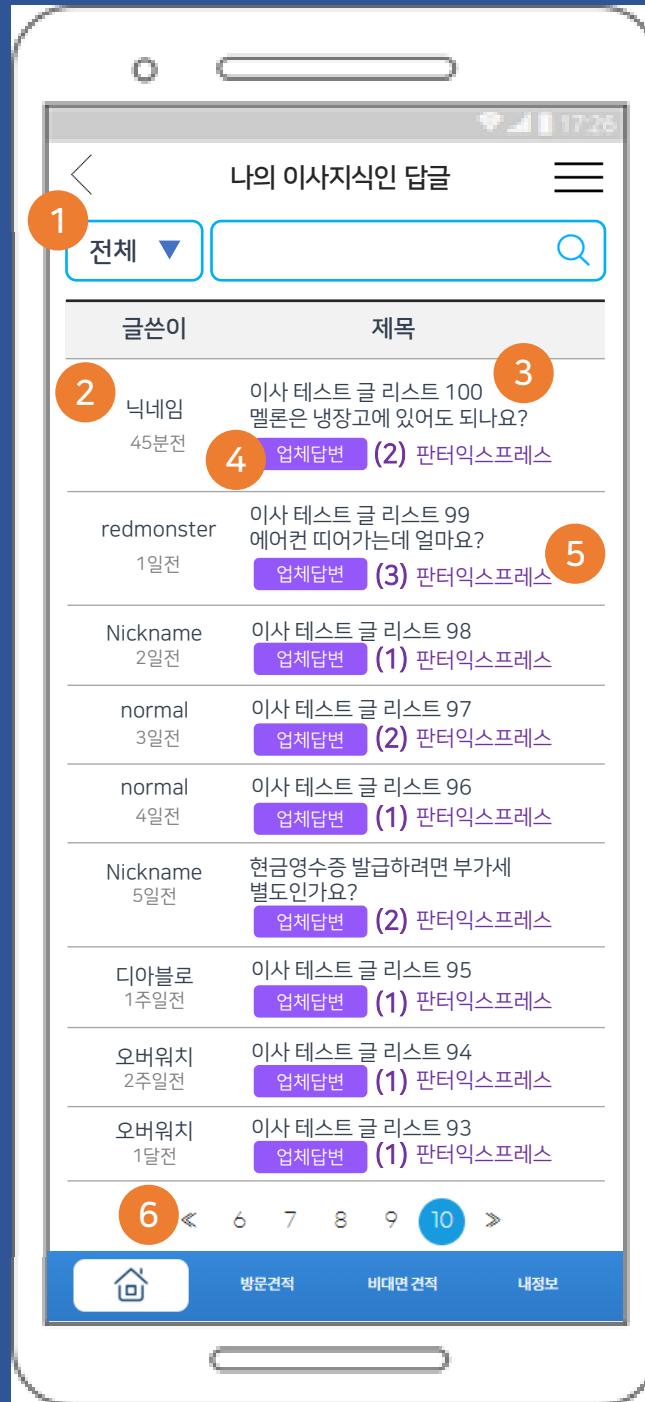 17:26
나의 이사지식인 답글
1
전체 ▼
글쓴이 제목
2
3
닉네임
45분전
이사 테스트 글 리스트 100
멜론은 냉장고에 있어도 되나요?
4
업체답변 (2) 판터익스프레스
redmonster
1일전
이사 테스트 글 리스트 99
에어컨 띠어가는데 얼마요?
5
업체답변 (3) 판터익스프레스
Nickname
2일전
이사 테스트 글 리스트 98
업체답변 (1) 판터익스프레스
normal
3일전
이사 테스트 글 리스트 97
업체답변 (2) 판터익스프레스
normal
4일전
이사 테스트 글 리스트 96
업체답변 (1) 판터익스프레스
Nickname
5일전
현금영수증 발급하려면 부가세
별도인가요?
업체답변 (2) 판터익스프레스
디아블로
1주일전
이사 테스트 글 리스트 95
업체답변 (1) 판터익스프레스
오버워치
2주일전
이사 테스트 글 리스트 94
업체답변 (1) 판터익스프레스
오버워치
1달전
이사 테스트 글 리스트 93
업체답변 (1) 판터익스프레스
6
≪ 6 7 8 9 10 ≫
방문견적 비대면 견적 내정보